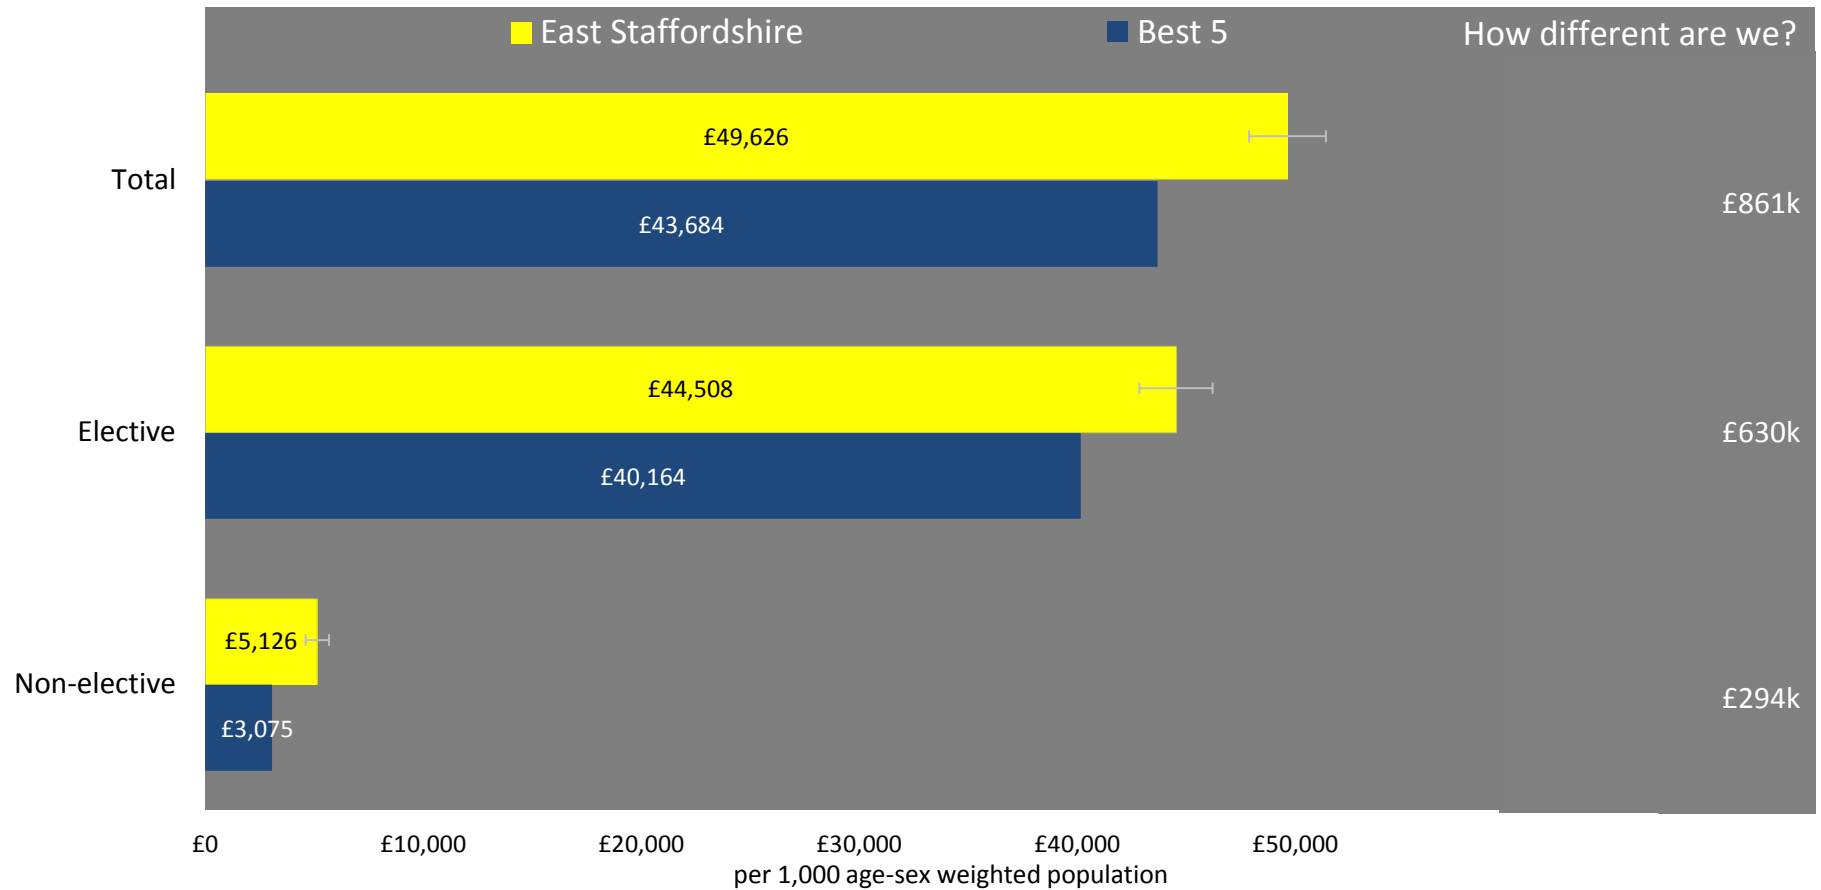 East Staffordshire
Best 5
How different are we?
Total
£49,626
£43,684
£861k
Elective
£44,508
£40,164
£630k
Non-elective
£5,126
£3,075
£294k
£0 £10,000 £20,000 £30,000 £40,000 £50,000
per 1,000 age-sex weighted population